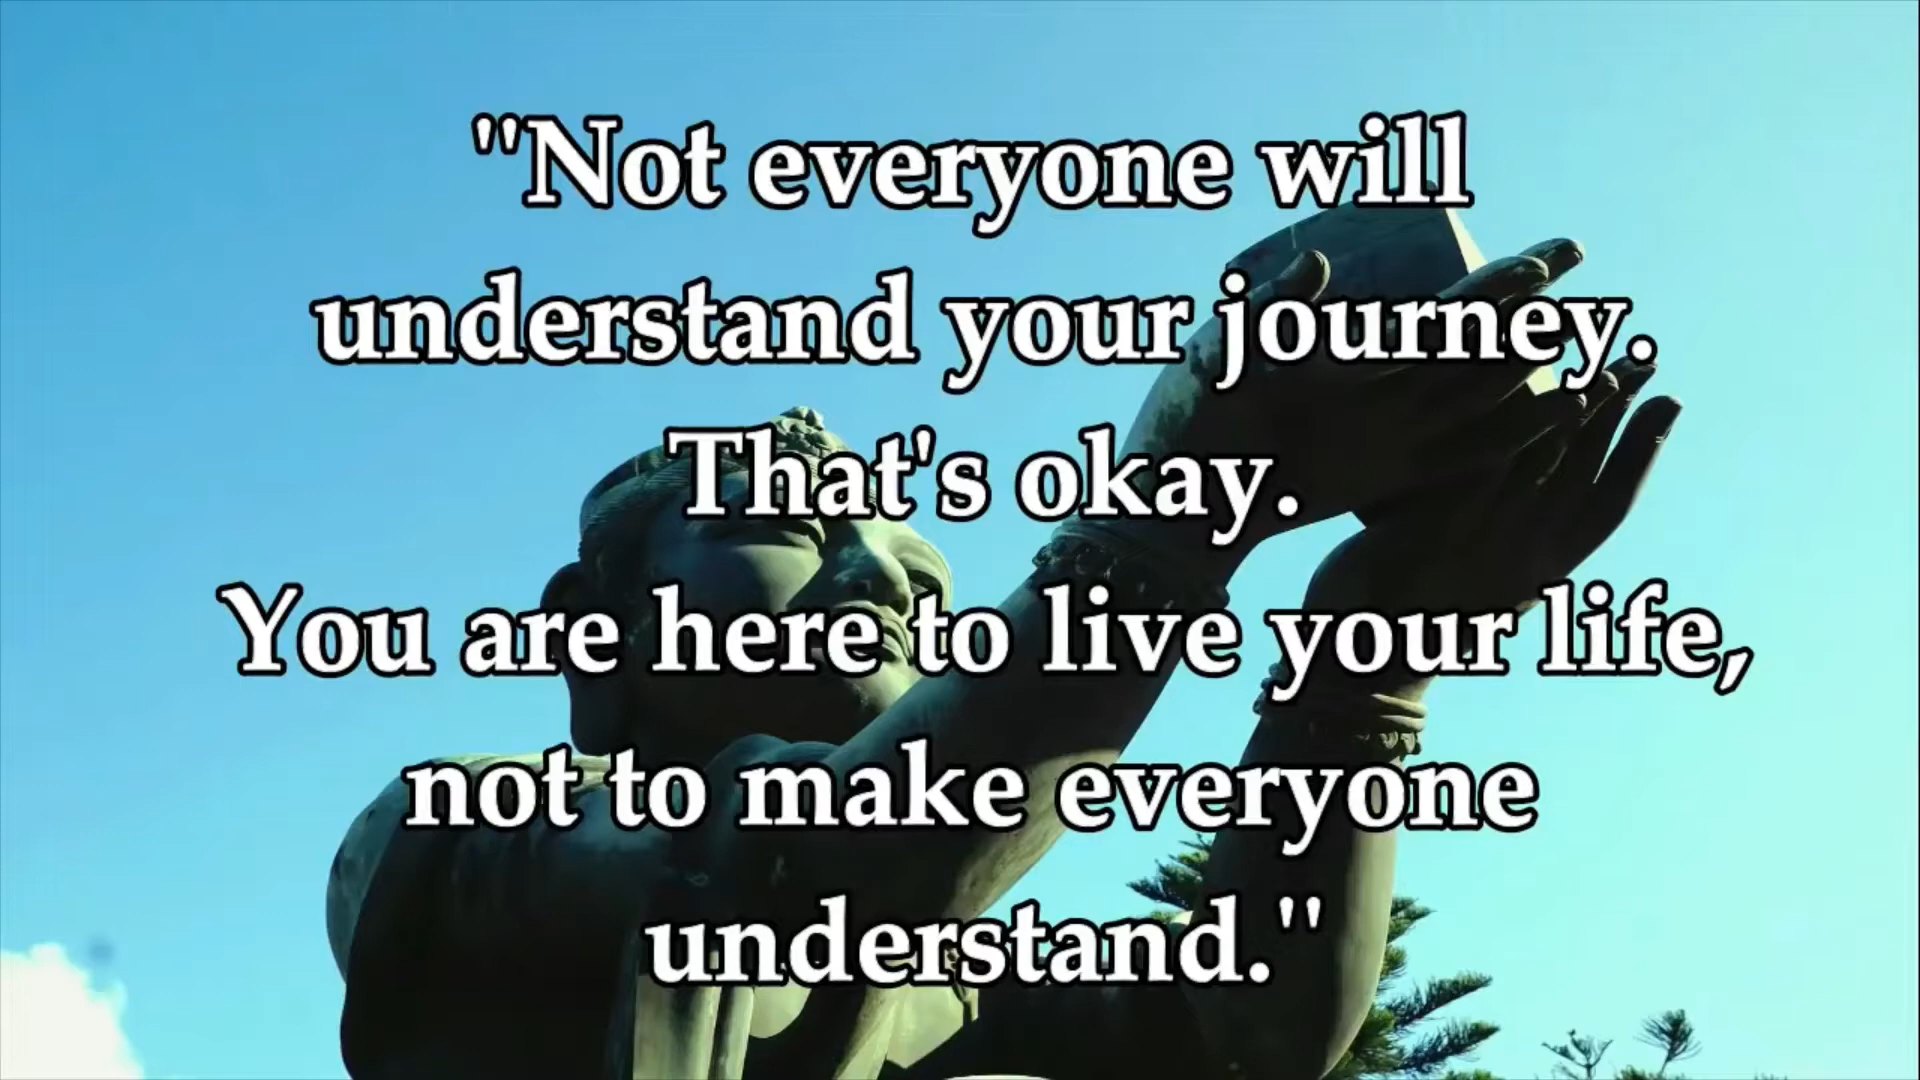 "Not everyone will
understand your journey.
That's okay.
You are here to live your life,
not to make everyone
understand."